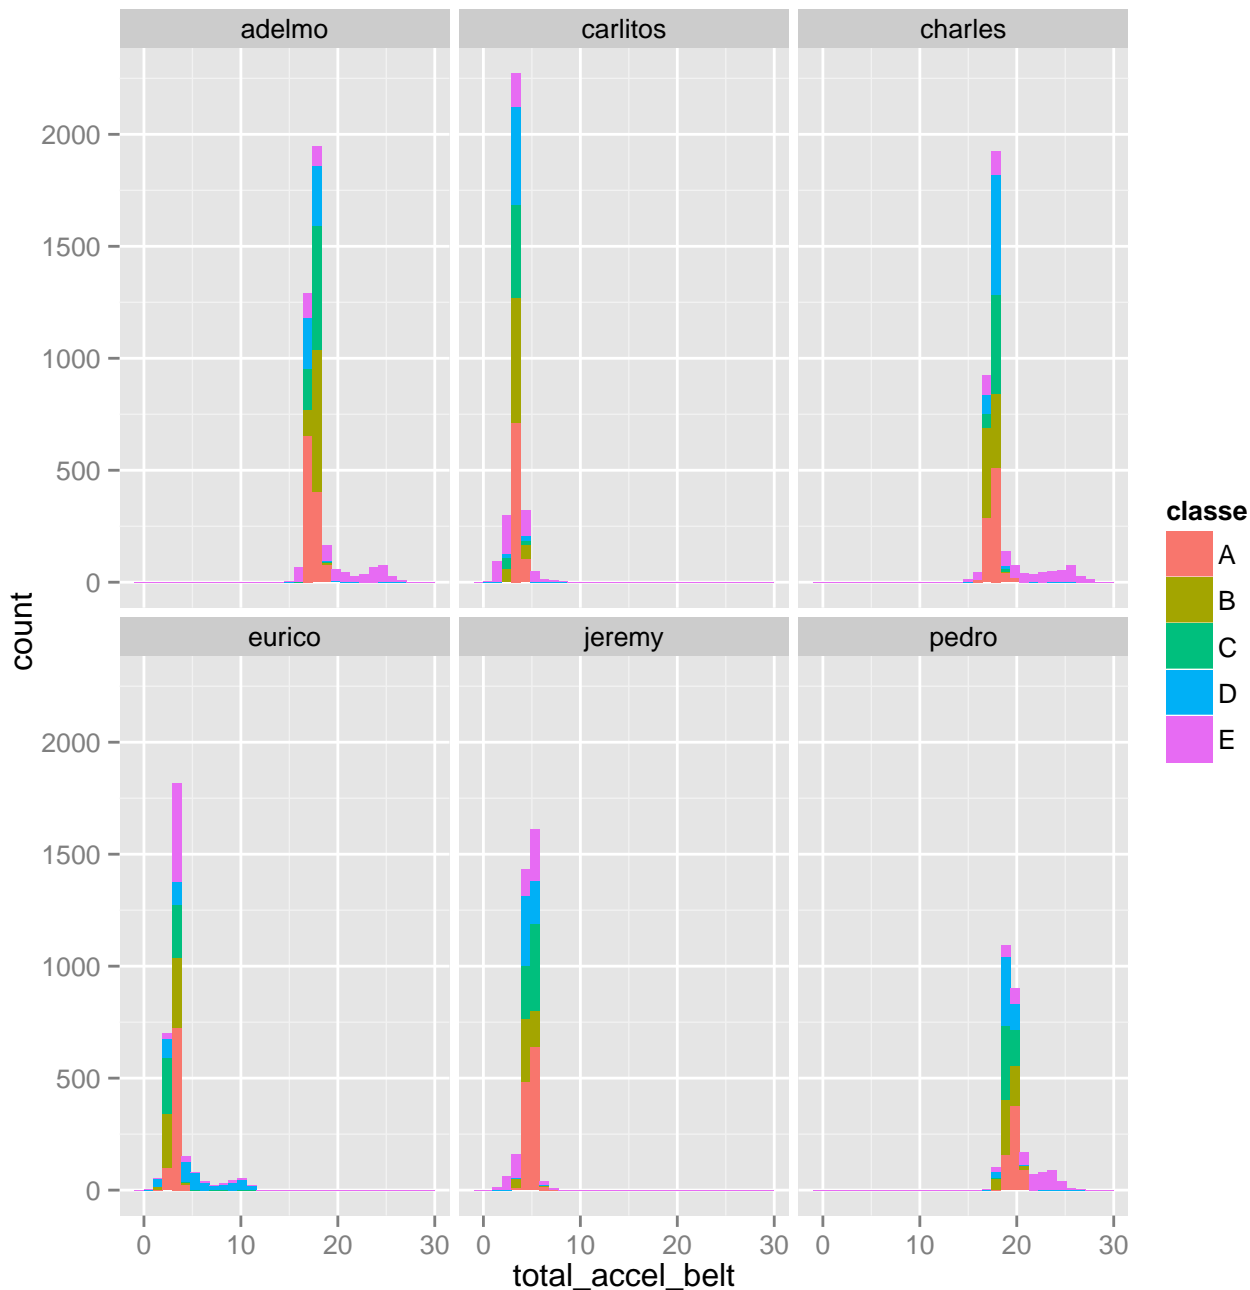 adelmo carlitos charles
2000
1500
1000
500
0
eurico jeremy pedro
2000
1500
1000
500
0
0 10 20 30 0 10 20 30 0 10 20 30
total_accel_belt
count
classe
A
B
C
D
E